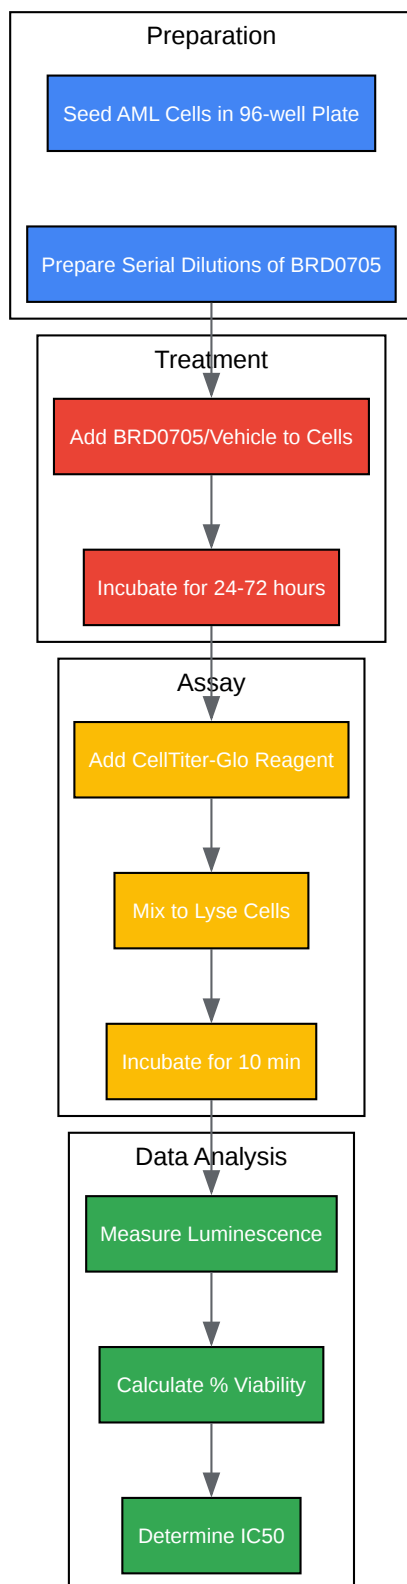 Preparation
Seed AML Cells in 96-well Plate
Prepare Serial Dilutions of BRD0705
Treatment
Add BRD0705/Vehicle to Cells
Incubate for 24-72 hours
Assay
Add CellTiter-Glo Reagent
Mix to Lyse Cells
Incubate for 10 min
Data Analysis
Measure Luminescence
Calculate % Viability
Determine IC50